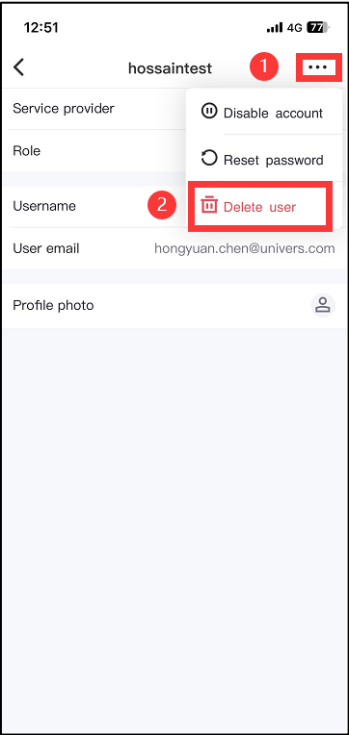 12:51
4G 77
hossaintest
1
Service provider
Disable account
Role
Reset password
Username
2
Delete user
User email
hongyuan.chen@univers.com
Profile photo